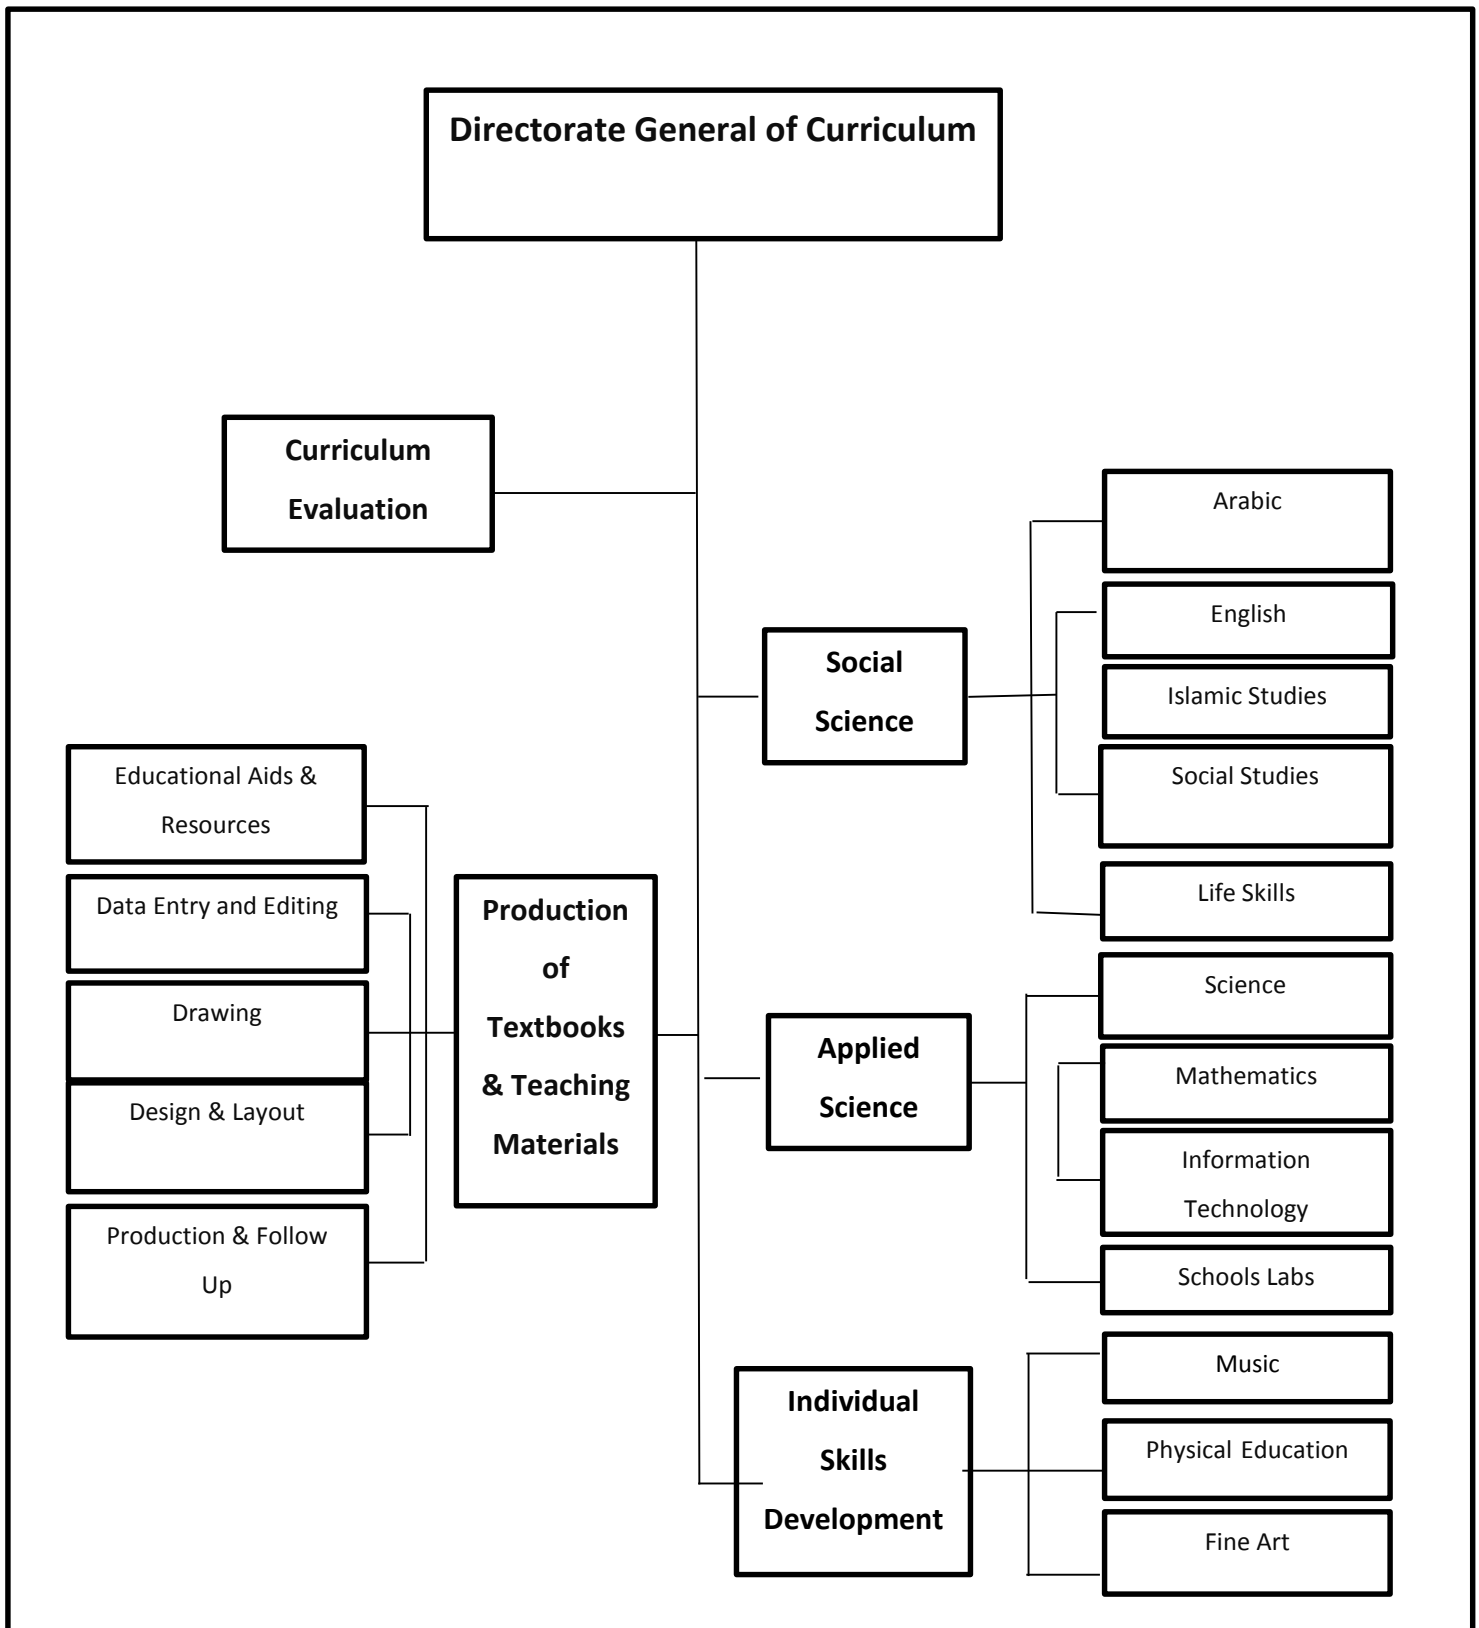 Directorate General of Curriculum
Curriculum
Evaluation
Social
Science
Arabic
English
Islamic Studies
Social Studies
Life Skills
Educational Aids &
Resources
Data Entry and Editing
Drawing
Design & Layout
Production & Follow
Up
Production
of
Textbooks
& Teaching
Materials
Applied
Science
Science
Mathematics
Information
Technology
Schools Labs
Individual
Skills
Development
Music
Physical Education
Fine Art